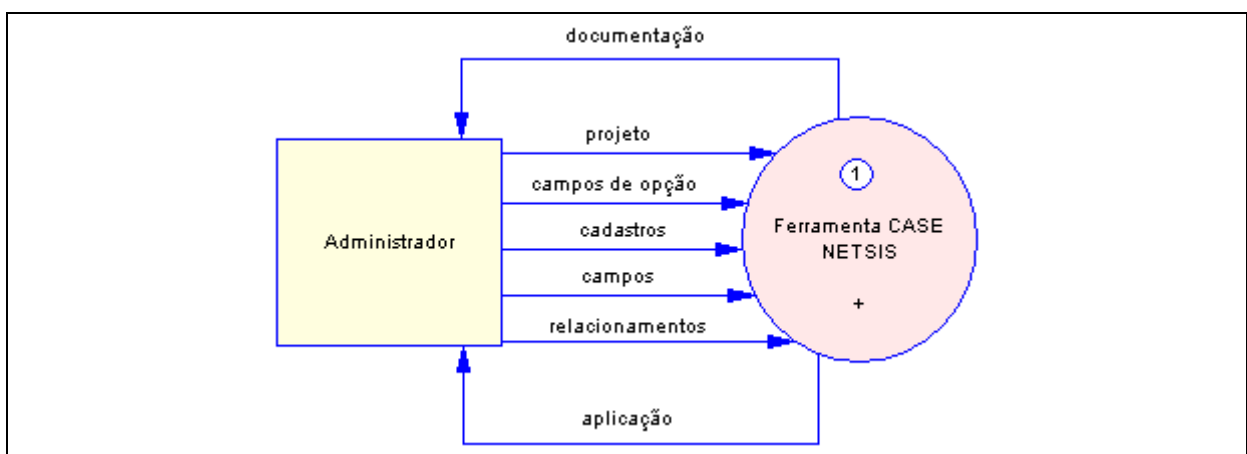 documentação
projeto
campos de opção
cadastros
campos
relacionamentos
aplicação
Administrador
1
Ferramenta CASE
NETSIS
+